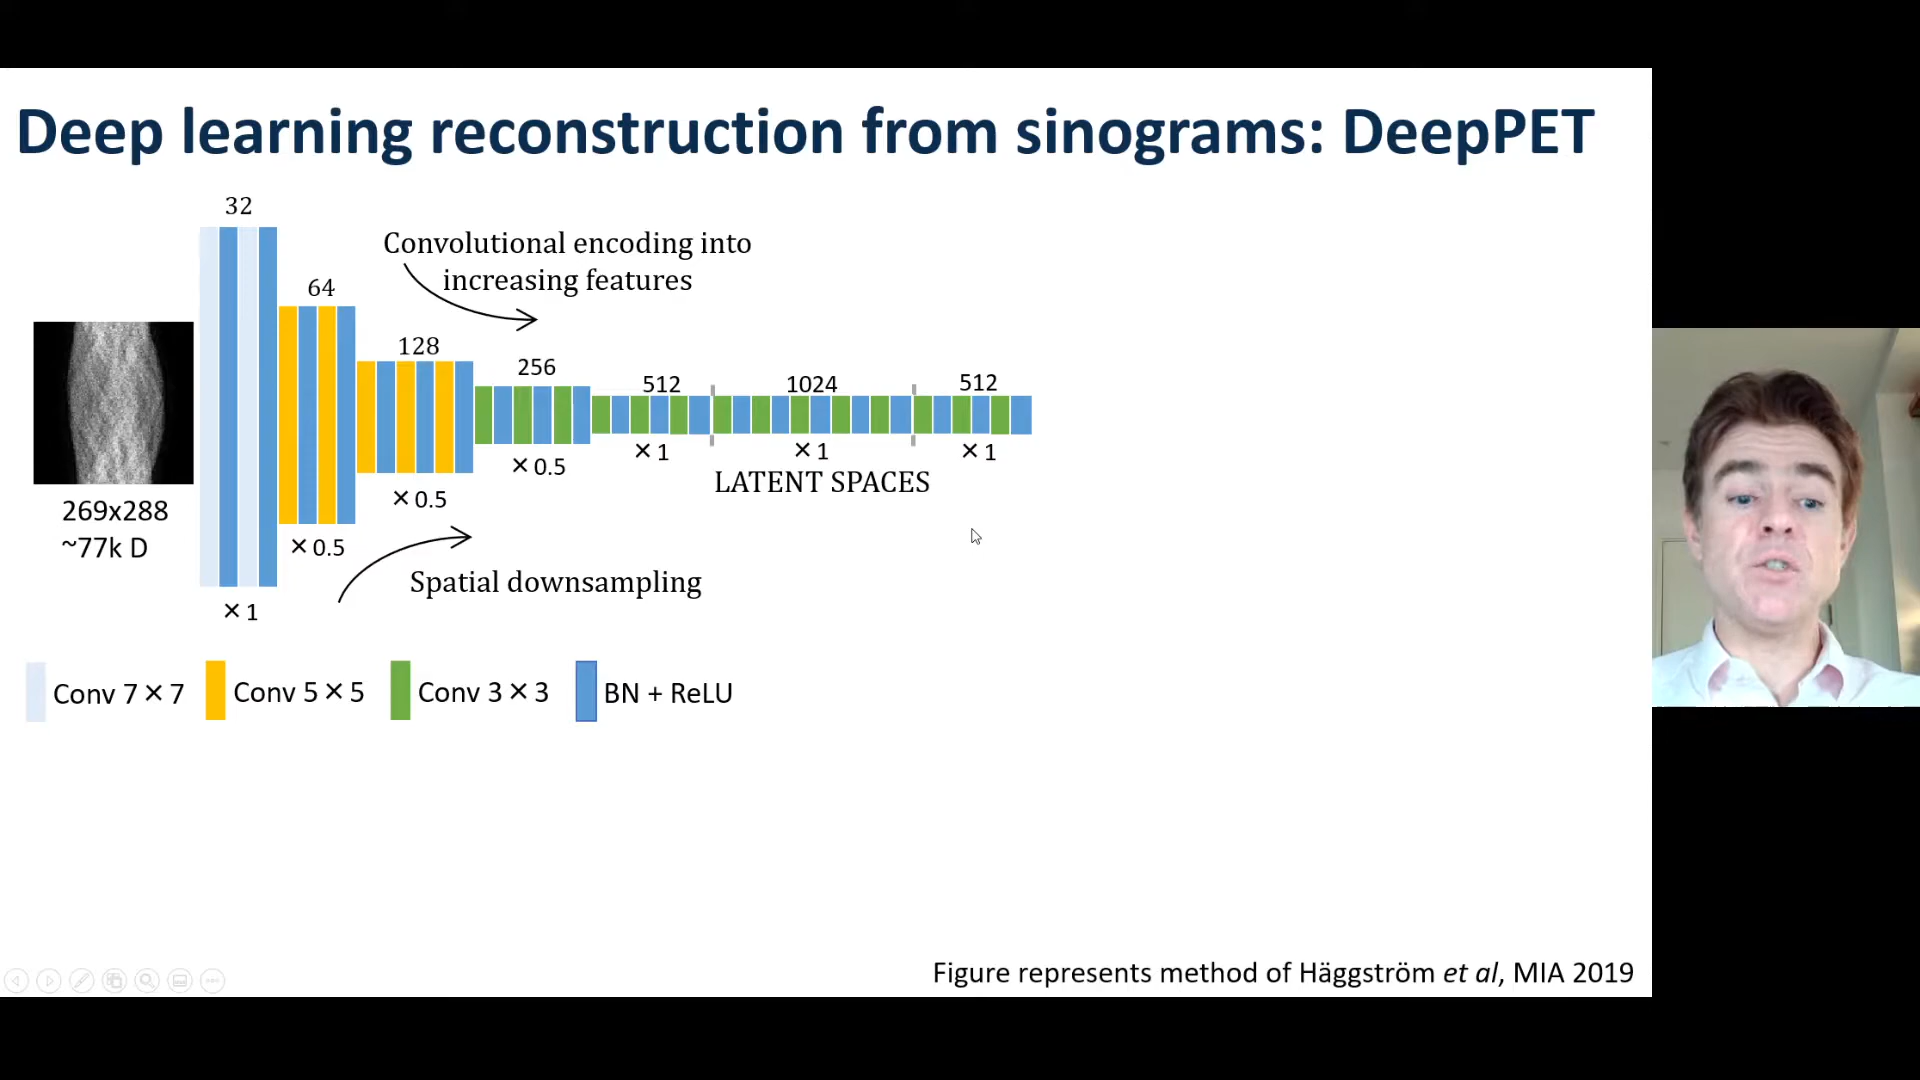 Deep learning reconstruction from sinograms: DeepPET
32
Convolutional encoding into
increasing features
64
128
256
512
1024
512
× 1
× 1
× 1
× 0.5
LATENT SPACES
× 0.5
269x288
~77k D
× 0.5
Spatial downsampling
× 1
Conv 7 × 7
Conv 5 × 5
Conv 3 × 3
BN + ReLU
Figure represents method of Häggström et al, MIA 2019